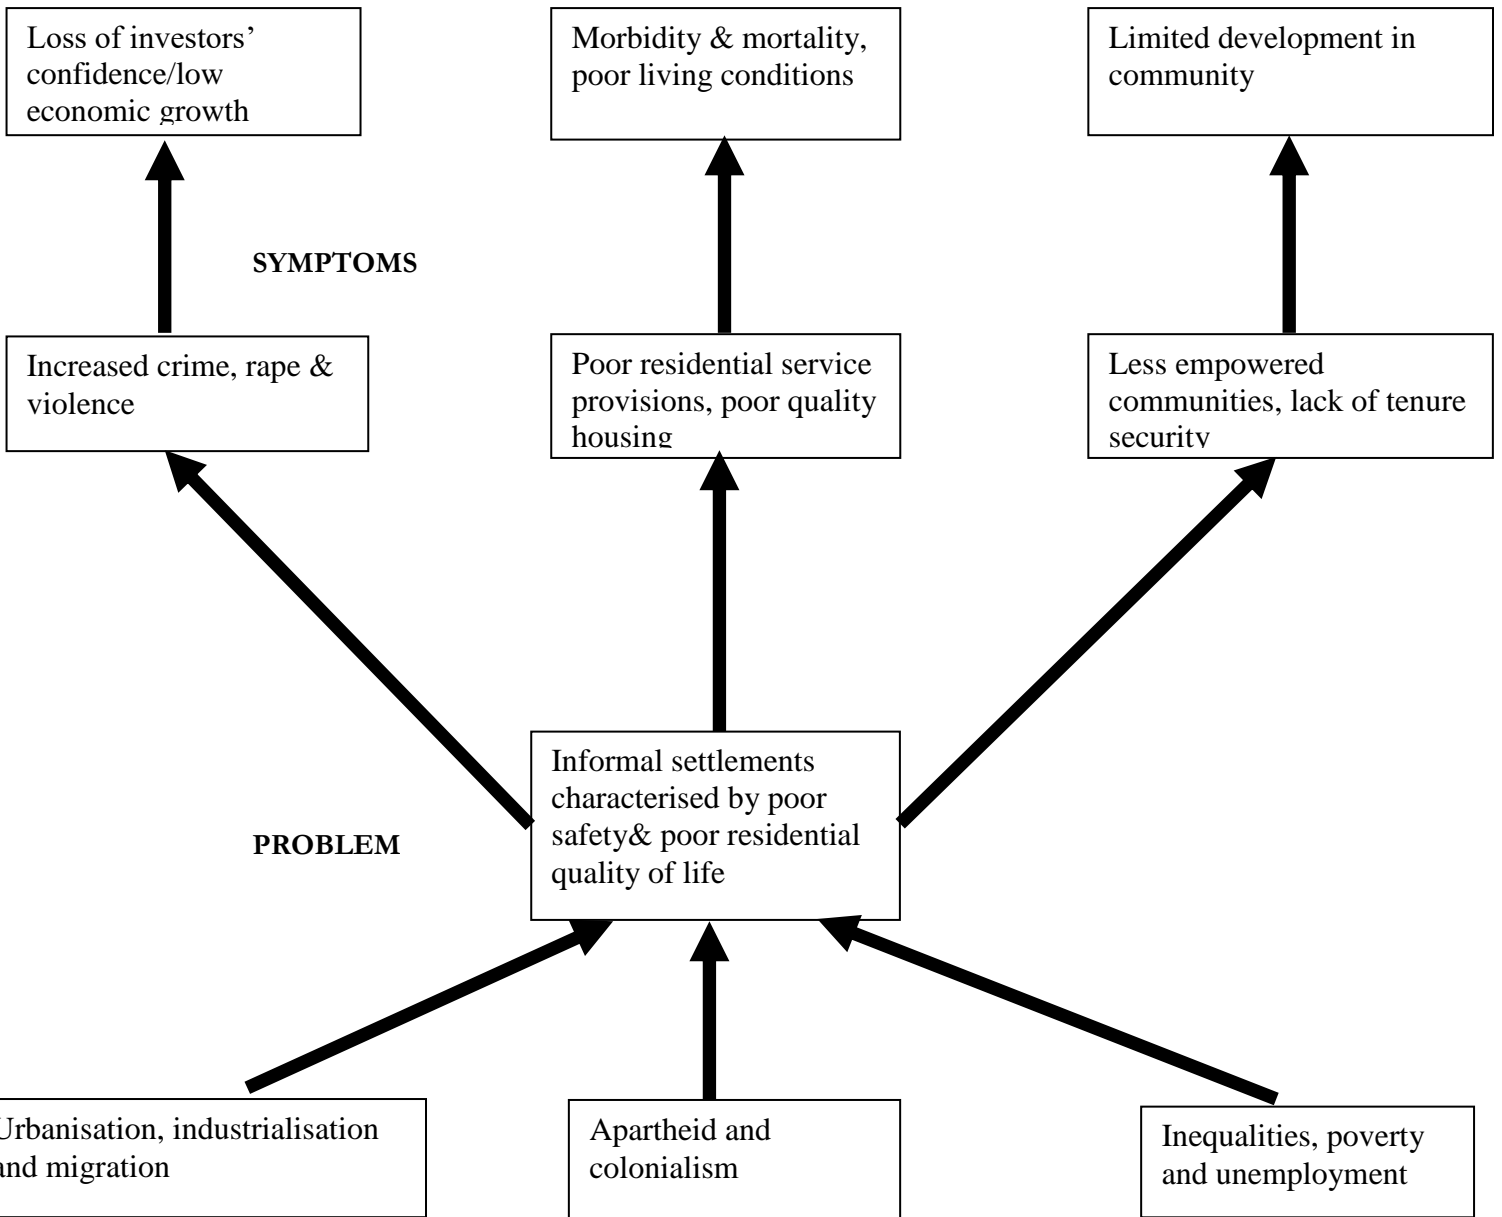 Loss of investors’
confidence/low
economic growth
Morbidity & mortality,
poor living conditions
Limited development in
community
SYMPTOMS
Increased crime, rape &
violence
Poor residential service
provisions, poor quality
housing
Less empowered
communities, lack of tenure
security
Informal settlements
characterised by poor
safety& poor residential
quality of life
PROBLEM
Urbanisation, industrialisation
and migration
Apartheid and
colonialism
Inequalities, poverty
and unemployment